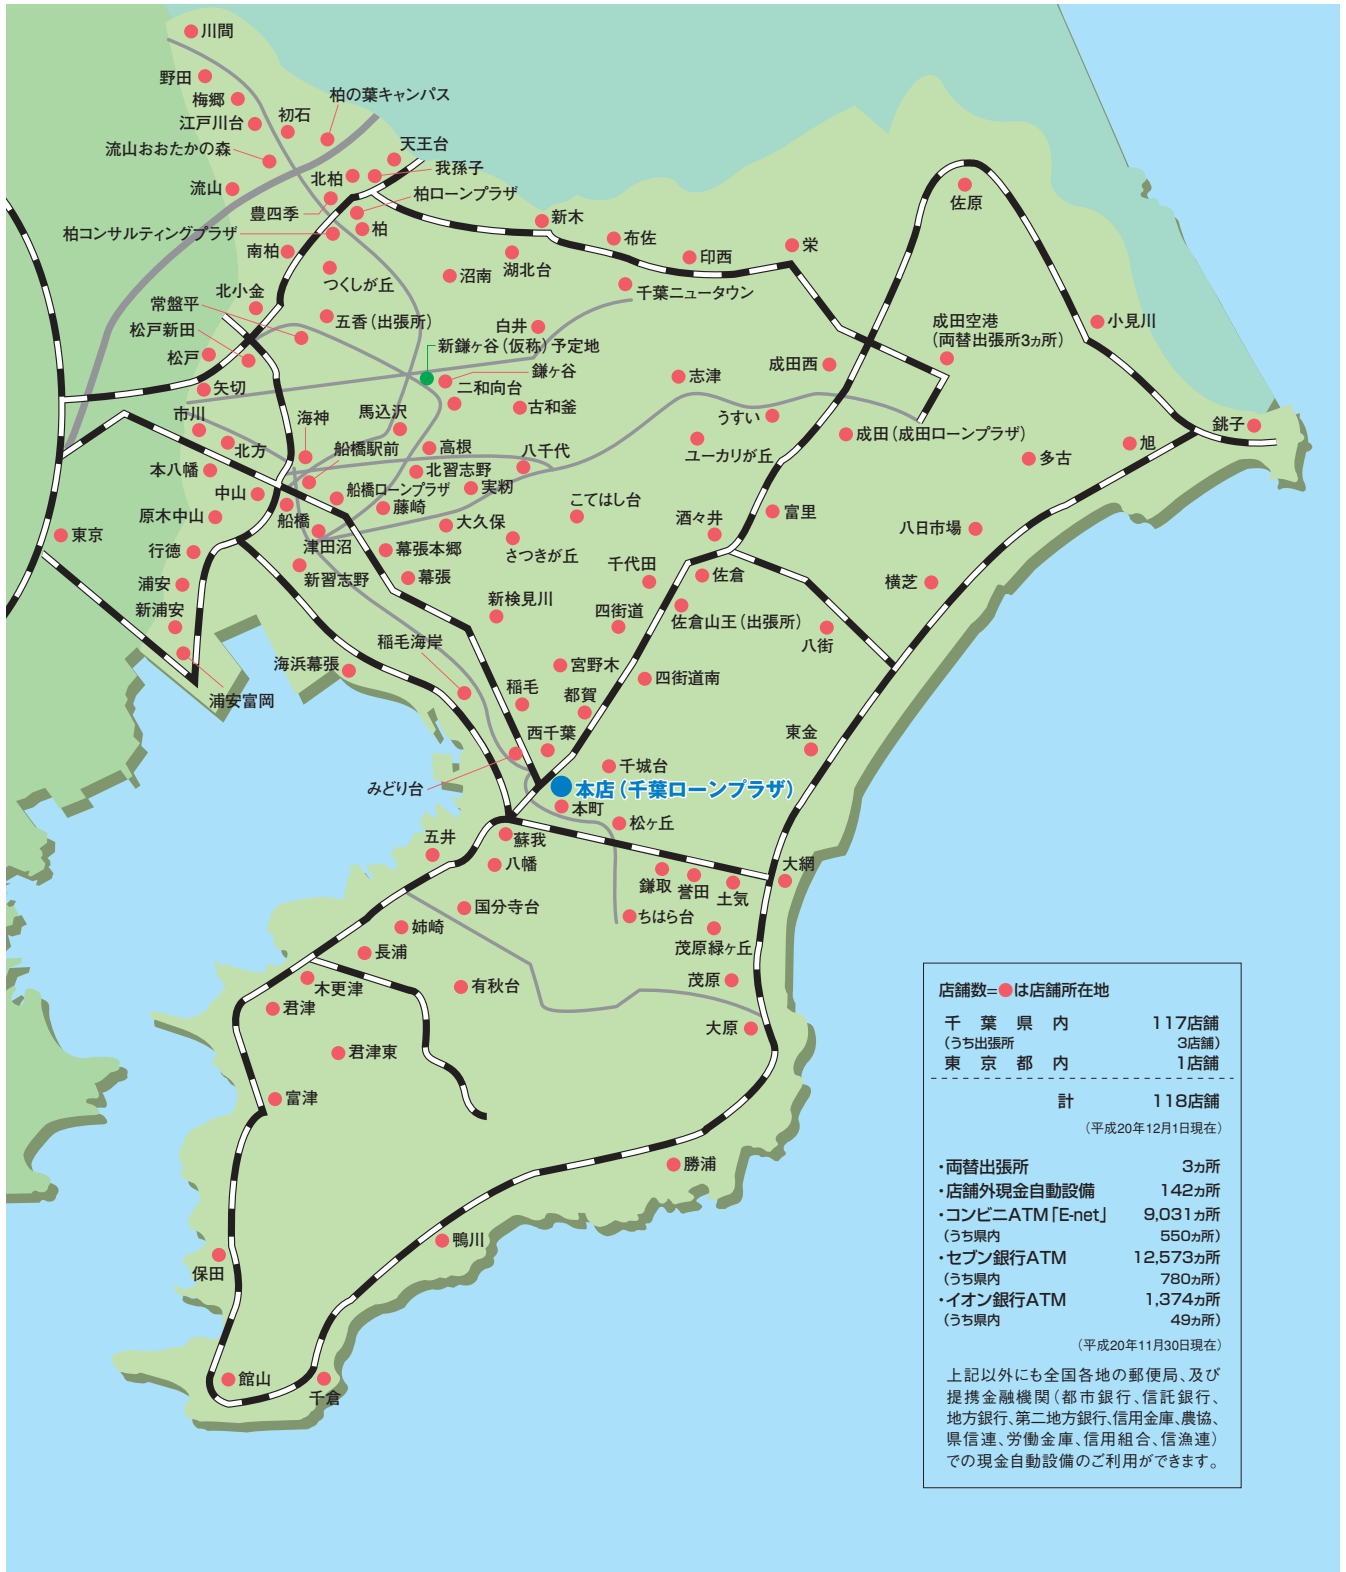 川間
野田
梅郷
柏の葉キャンパス
初石
江戸川台
天王台
流山おおたかの森
我孫子
北柏
流山
柏ローンプラザ
豊四季
新木
柏
柏コンサルティングプラザ
布佐
栄
佐原
南柏
印西
湖北台
沼南
つくしが丘
千葉ニュータウン
北小金
常盤平
五香（出張所）
白井
成田空港
（両替出張所3ヵ所）
小見川
松戸新田
新鎌ヶ谷（仮称）予定地
松戸
鎌ヶ谷
成田西
志津
矢切
二和向台
古和釜
市川
海神
馬込沢
うすい
銚子
北方
船橋駅前
高根
八千代
成田（成田ローンプラザ）
旭
本八幡
北習志野
ユーカリが丘
多古
中山
船橋ローンプラザ
実籾
こてはし台
原木中山
船橋
藤崎
大久保
酒々井
富里
八日市場
東京
行徳
津田沼
幕張本郷
さつきが丘
千代田
佐倉
横芝
浦安
新習志野
幕張
新浦安
新検見川
四街道
佐倉山王（出張所）
八街
稲毛海岸
海浜幕張
宮野木
四街道南
浦安富岡
稲毛
都賀
西千葉
東金
千城台
みどり台
本店（千葉ローンプラザ）
本町
松ヶ丘
五井
蘇我
八幡
大網
鎌取
誉田
土気
国分寺台
ちはら台
姉崎
茂原緑ヶ丘
長浦
茂原
木更津
有秋台
君津
大原
君津東
富津
勝浦
鴨川
保田
館山
千倉
店舗数=●は店舗所在地
千葉県内 117店舗
（うち出張所 3店舗）
東京都内 1店舗
計 118店舗
（平成20年12月1日現在）
・両替出張所 3ヵ所
・店舗外現金自動設備 142ヵ所
・コンビニATM「E-net」 9,031ヵ所
（うち県内 550ヵ所）
・セブン銀行ATM 12,573ヵ所
（うち県内 780ヵ所）
・イオン銀行ATM 1,374ヵ所
（うち県内 49ヵ所）
（平成20年11月30日現在）
上記以外にも全国各地の郵便局、及び
提携金融機関（都市銀行、信託銀行、
地方銀行、第二地方銀行、信用金庫、農協、
県信連、労働金庫、信用組合、信漁連）
での現金自動設備のご利用ができます。